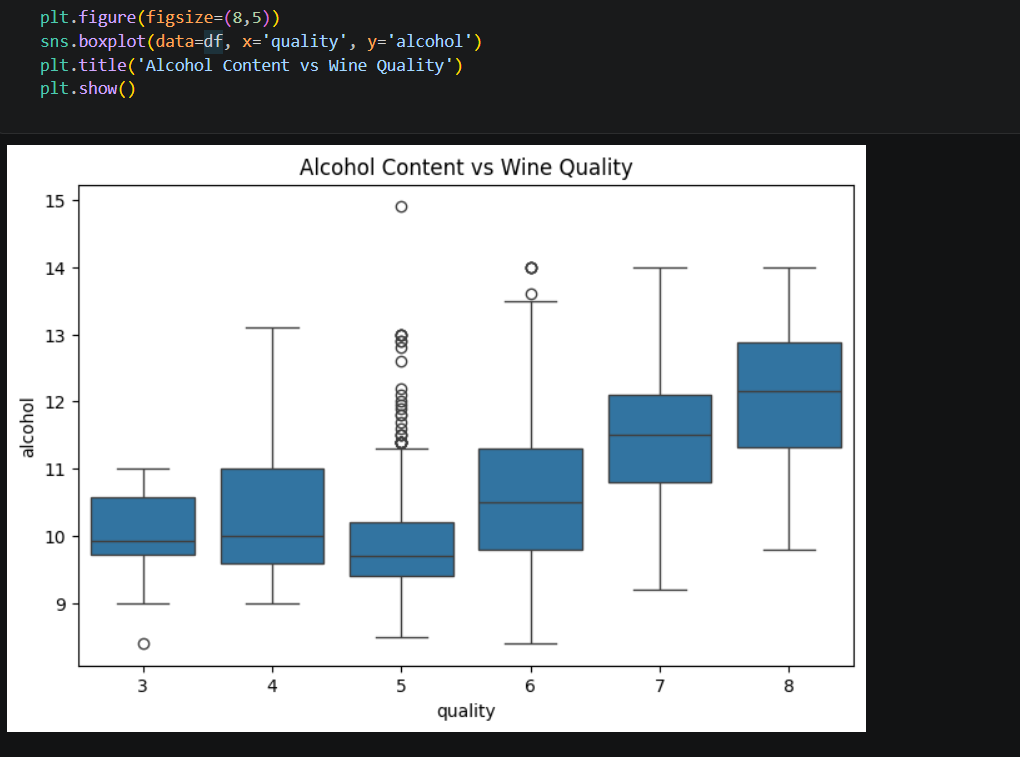 plt.figure(figsize=(8,5))
sns.boxplot(data=df, x='quality', y='alcohol')
plt.title('Alcohol Content vs Wine Quality')
plt.show()
Alcohol Content vs Wine Quality
15
14
13
12
11
10
9
alcohol
3 4 5 6 7 8
quality